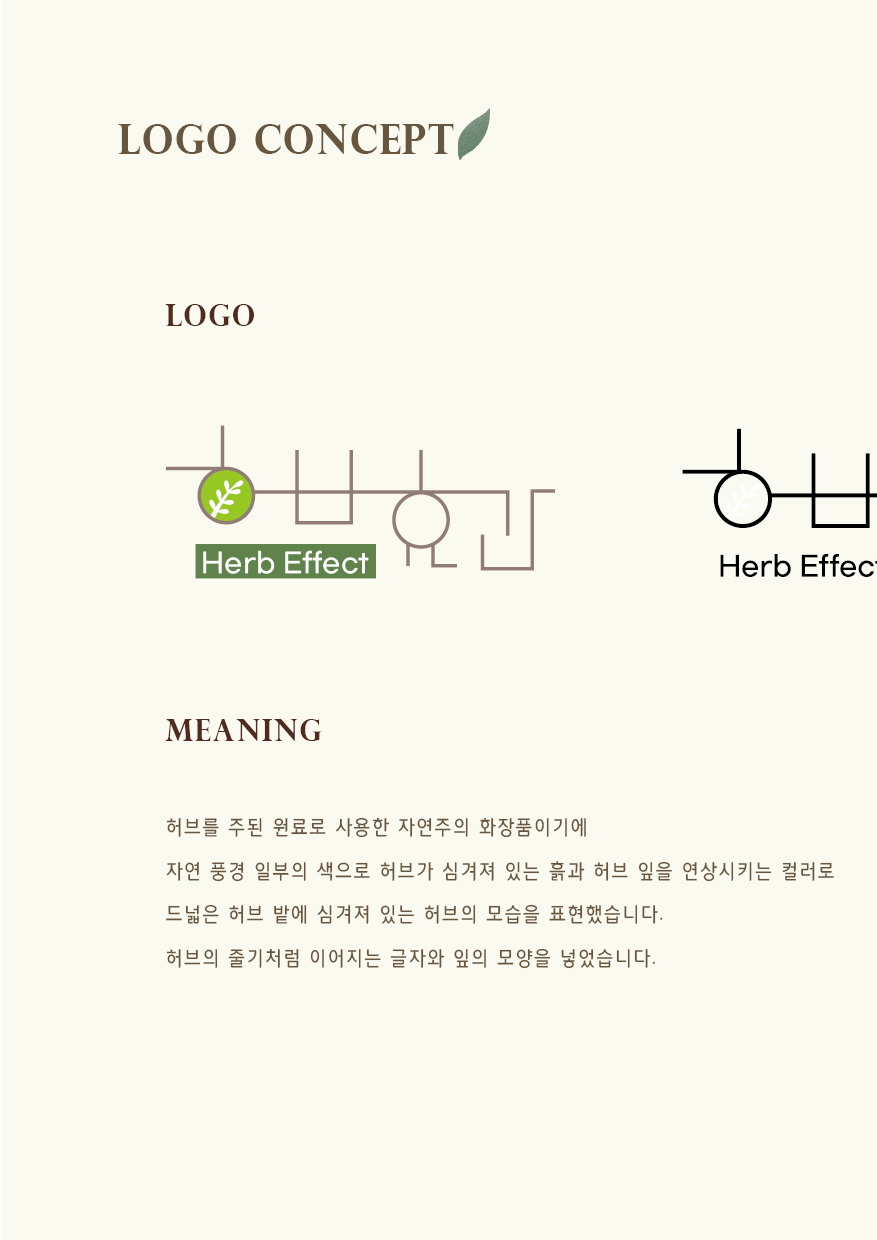 LOGO CONCEPT
LOGO
Herb Effect
Herb Effect
MEANING
허브를 주된 원료로 사용한 자연주의 화장품이기에
자연 풍경 일부의 색으로 허브가 심겨져 있는 흙과 허브 잎을 연상시키는 컬러로
드넓은 허브 밭에 심겨져 있는 허브의 모습을 표현했습니다.
허브의 줄기처럼 이어지는 글자와 잎의 모양을 넣었습니다.